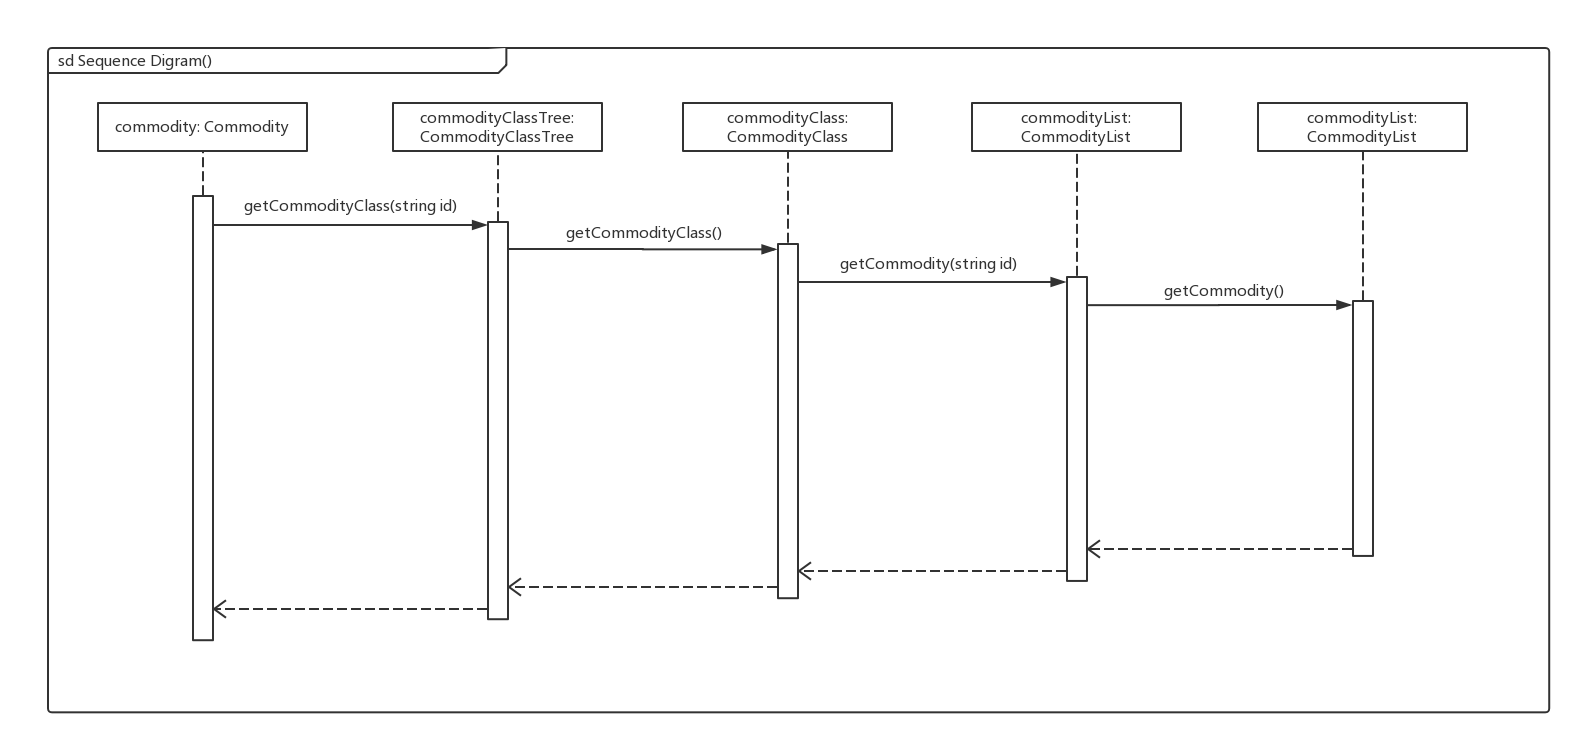 sd Sequence Digram()
commodity: Commodity
commodityClassTree:
CommodityClassTree
commodityClass:
CommodityClass
commodityList:
CommodityList
commodityList:
CommodityList
getCommodityClass(string id)
getCommodityClass()
getCommodity(string id)
getCommodity()